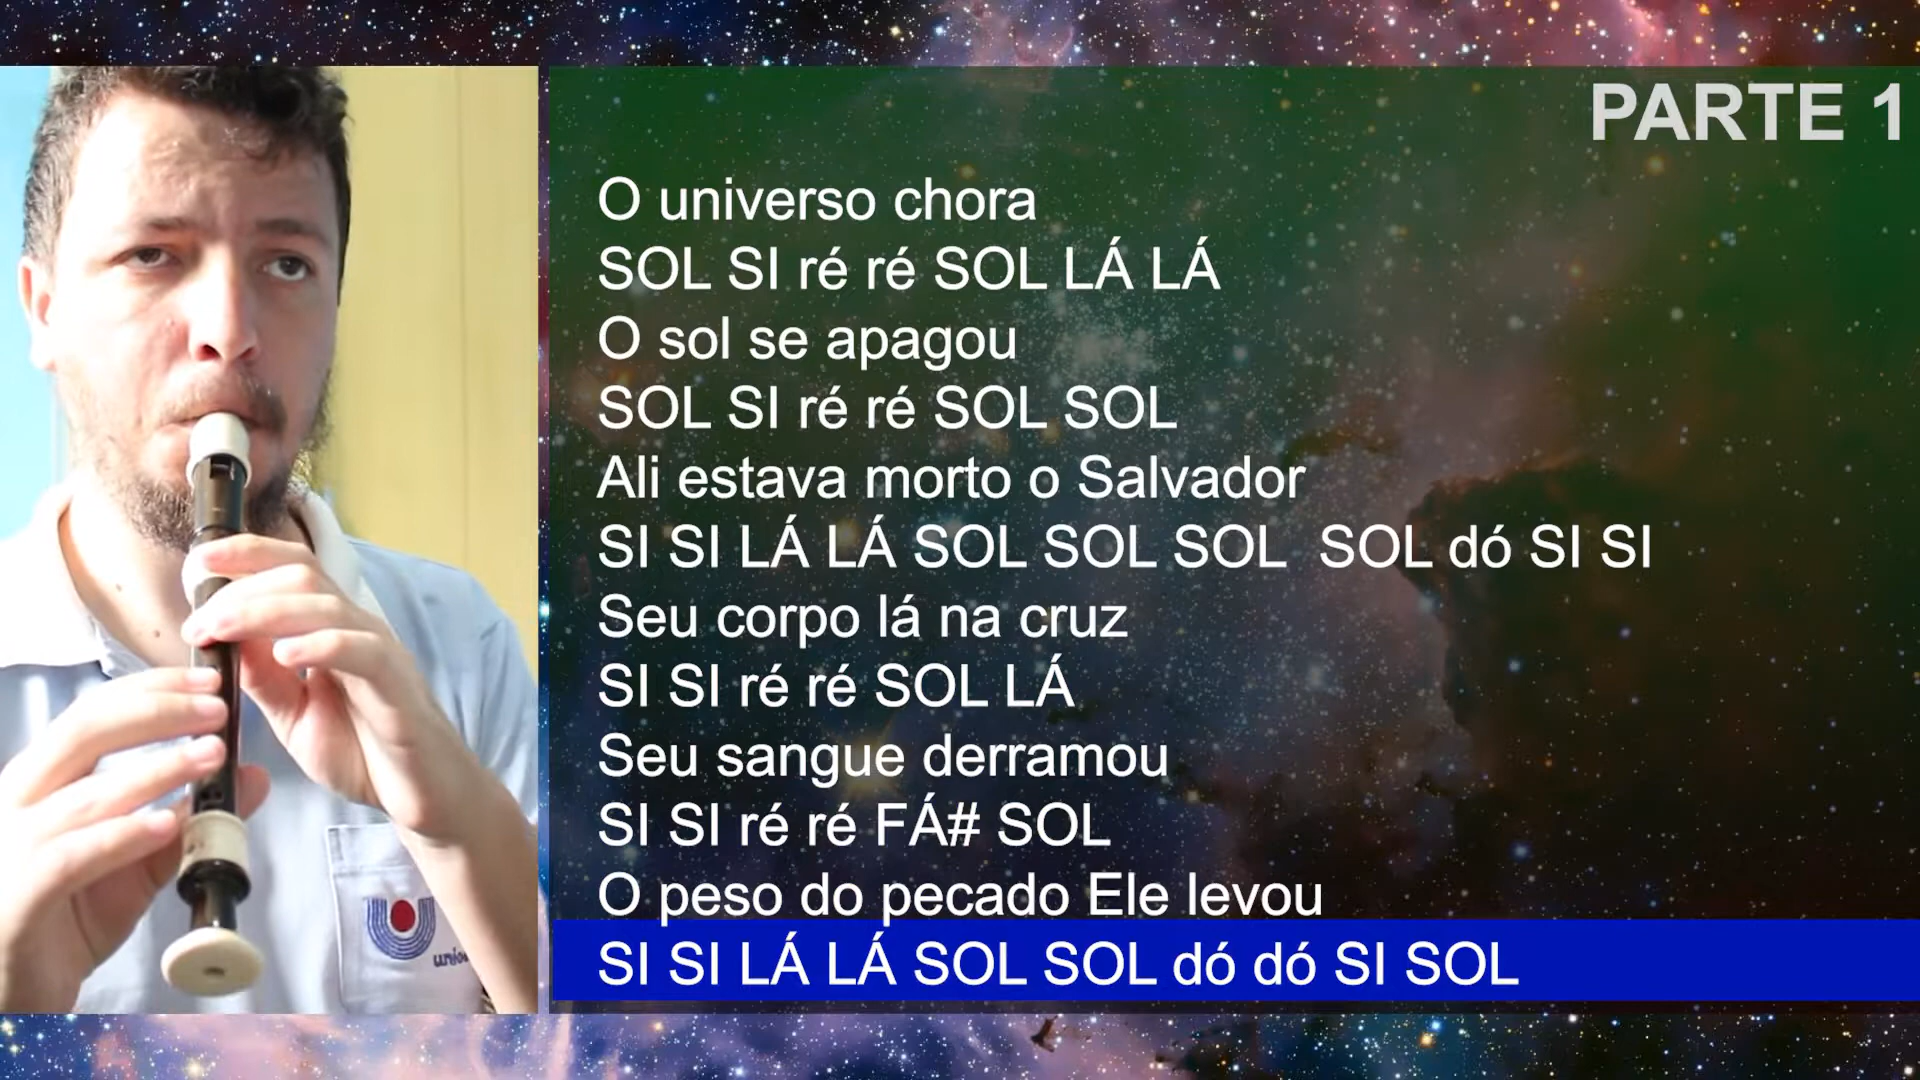 PARTE 1
O universo chora
SOL SI ré ré SOL LÁ LÁ
O sol se apagou
SOL SI ré ré SOL SOL
Ali estava morto o Salvador
SI SI LÁ LÁ SOL SOL SOL SOL dó SI SI
Seu corpo lá na cruz
SI SI ré ré SOL LÁ
Seu sangue derramou
SI SI ré ré FÁ# SOL
O peso do pecado Ele levou
SI SI LÁ LÁ SOL SOL dó dó SI SOL